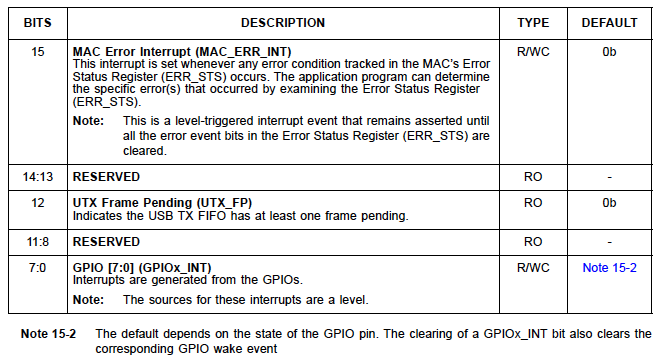 BITS DESCRIPTION TYPE DEFAULT
15 MAC Error Interrupt (MAC_ERR_INT) R/WC 0b
This interrupt is set whenever any error condition tracked in the MAC's Error
Status Register (ERR_STS) occurs. The application program can determine
the specific error(s) that occurred by examining the Error Status Register
(ERR_STS).
Note: This is a level-triggered interrupt event that remains asserted until
all the error event bits in the Error Status Register (ERR_STS) are
cleared.
14:13 RESERVED RO -
12 UTX Frame Pending (UTX_FP) RO 0b
Indicates the USB TX FIFO has at least one frame pending.
11:8 RESERVED RO -
7:0 GPIO [7:0] (GPIOx_INT) R/WC Note 15-2
Interrupts are generated from the GPIOs.
Note: The sources for these interrupts are a level.
Note 15-2 The default depends on the state of the GPIO pin. The clearing of a GPIOx_INT bit also clears the
corresponding GPIO wake event